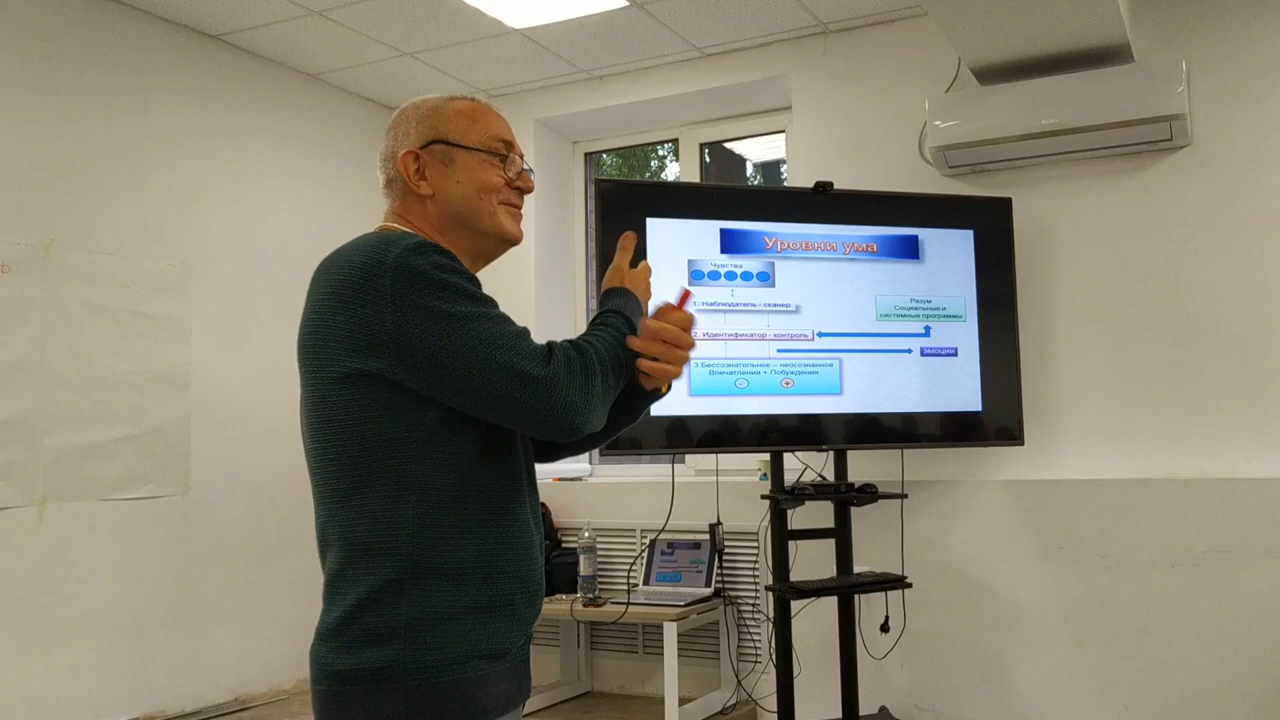 Уровни ума
Чувства
1. Наблюдатель - сканер
Разум
Социальные и
системные программы
2. Идентификатор - контроль
эмоции
3.Бессознательное – неосознанное
Впечатления + Побуждения
- +
Ь